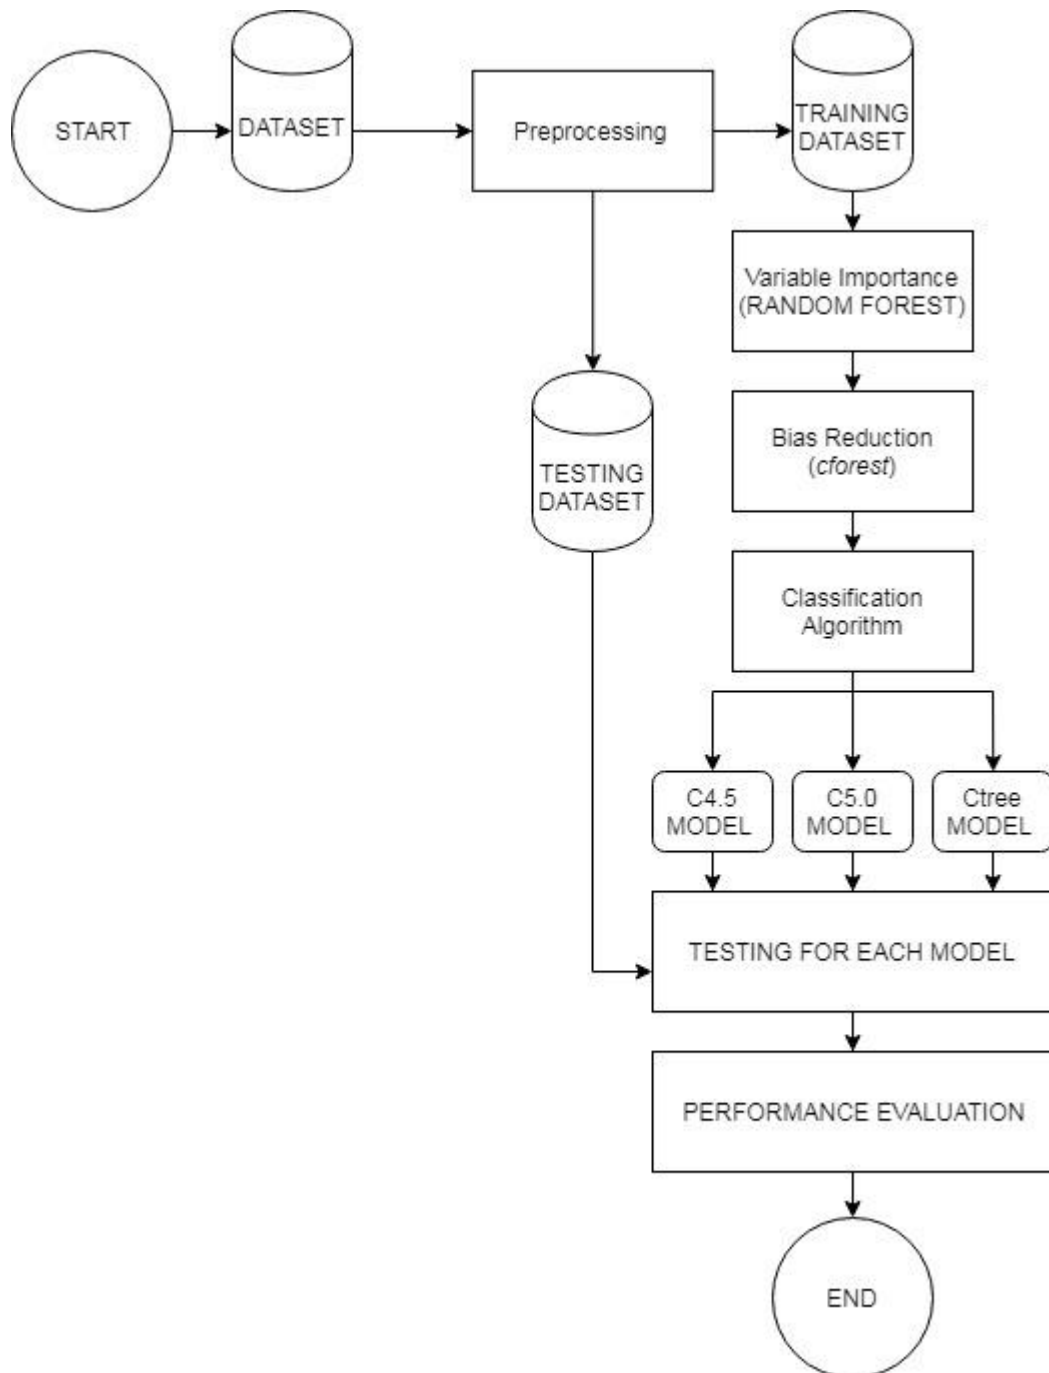 START
DATASET
Preprocessing
TRAINING
DATASET
Variable Importance
(RANDOM FOREST)
Bias Reduction
(cforest)
TESTING
DATASET
Classification
Algorithm
C4.5
MODEL
C5.0
MODEL
Ctree
MODEL
TESTING FOR EACH MODEL
PERFORMANCE EVALUATION
END